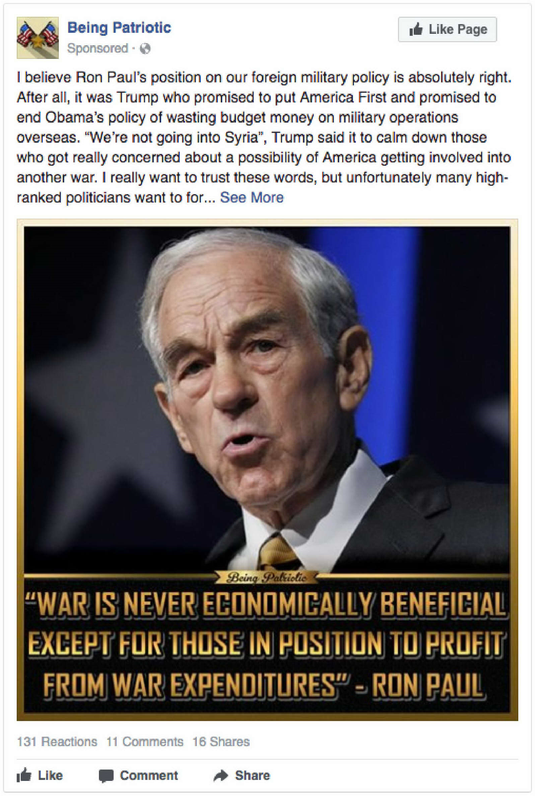 Being Patriotic
Like Page
Sponsored ·
I believe Ron Paul's position on our foreign military policy is absolutely right.
After all, it was Trump who promised to put America First and promised to
end Obama's policy of wasting budget money on military operations
overseas. “We're not going into Syria”, Trump said it to calm down those
who got really concerned about a possibility of America getting involved into
another war. I really want to trust these words, but unfortunately many high-
ranked politicians want to for... See More
Being Patriotic
“WAR IS NEVER ECONOMICALLY BENEFICIAL
EXCEPT FOR THOSE IN POSITION TO PROFIT
FROM WAR EXPENDITURES” - RON PAUL
131 Reactions 11 Comments 16 Shares
Like Comment Share